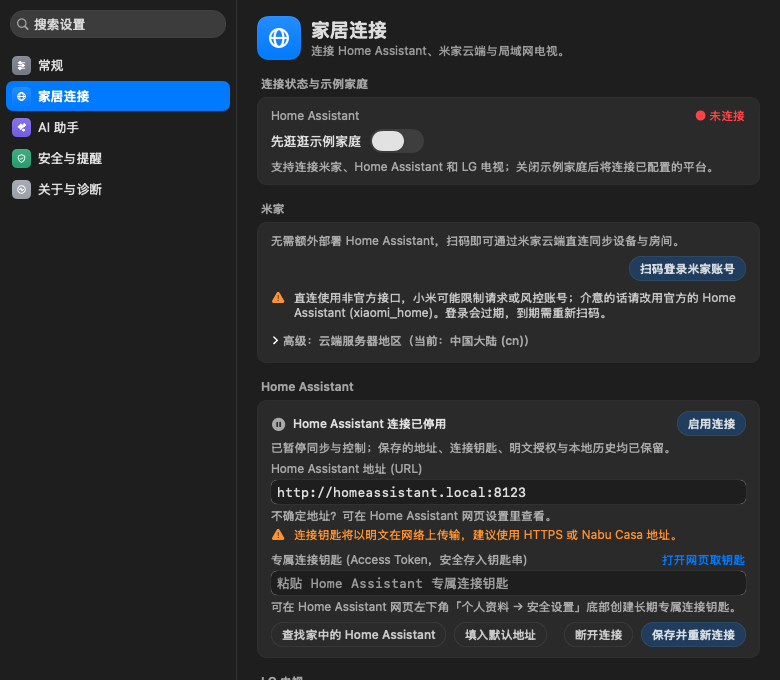 搜索设置
常规
家居连接
AI 助手
安全与提醒
关于与诊断
家居连接
连接 Home Assistant、米家云端与局域网电视。
连接状态与示例家庭
Home Assistant
未连接
先逛逛示例家庭
支持连接米家、Home Assistant 和 LG 电视；关闭示例家庭后将连接已配置的平台。
米家
无需额外部署 Home Assistant，扫码即可通过米家云端直连同步设备与房间。
扫码登录米家账号
直连使用非官方接口，小米可能限制请求或风控账号；介意的话请改用官方的 Home
Assistant (xiaomi_home)。登录会过期，到期需重新扫码。
高级：云端服务器地区（当前：中国大陆 (cn)）
Home Assistant
Home Assistant 连接已停用
启用连接
已暂停同步与控制；保存的地址、连接钥匙、明文授权与本地历史均已保留。
Home Assistant 地址 (URL)
http://homeassistant.local:8123
不确定地址？可在 Home Assistant 网页设置里查看。
连接钥匙将以明文在网络上传输，建议使用 HTTPS 或 Nabu Casa 地址。
专属连接钥匙 (Access Token，安全存入钥匙串)
打开网页取钥匙
粘贴 Home Assistant 专属连接钥匙
可在 Home Assistant 网页左下角「个人资料 → 安全设置」底部创建长期专属连接钥匙。
查找家中的 Home Assistant
填入默认地址
断开连接
保存并重新连接
LG 电视